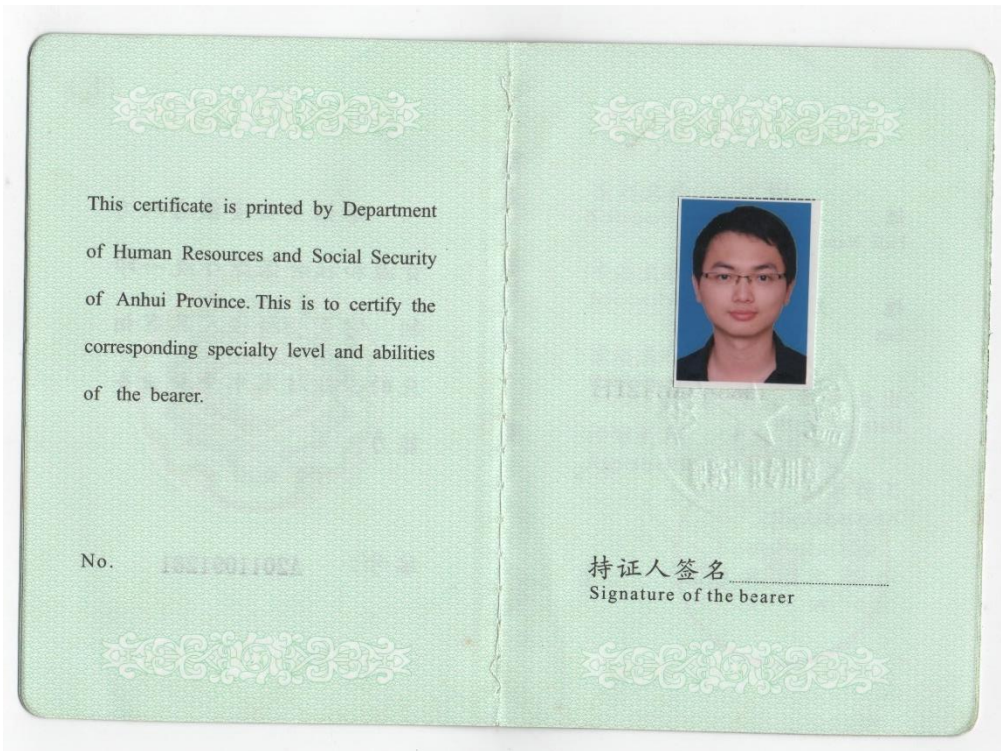 This certificate is printed by Department
of Human Resources and Social Security
of Anhui Province. This is to certify the
corresponding specialty level and abilities
of the bearer.
No.
持证人签名
Signature of the bearer